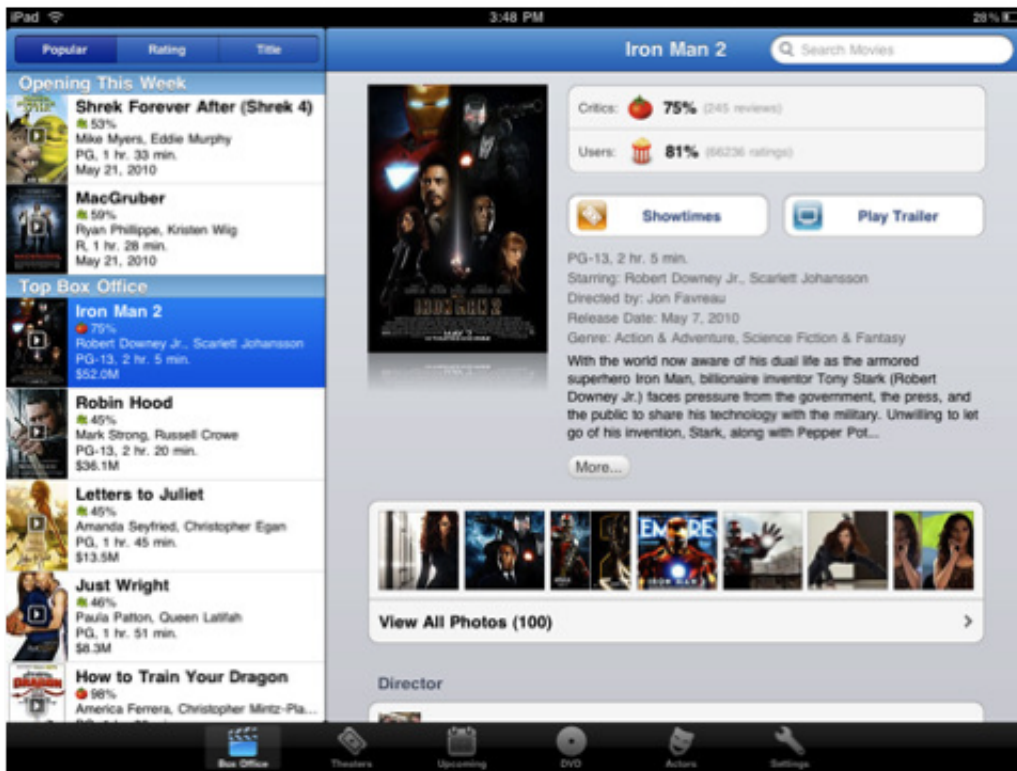 iPad
3:48 PM
28%
Popular
Rating
Title
Opening This Week
Shrek Forever After (Shrek 4)
53%
Mike Myers, Eddie Murphy
PG, 1 hr. 33 min.
May 21, 2010
MacGruber
59%
Ryan Phillippe, Kristen Wiig
R, 1 hr. 28 min.
May 21, 2010
Top Box Office
Iron Man 2
75%
Robert Downey Jr., Scarlett Johansson
PG-13, 2 hr. 5 min.
$52.0M
Robin Hood
45%
Mark Strong, Russell Crowe
PG-13, 2 hr. 20 min.
$36.1M
Letters to Juliet
45%
Amanda Seyfried, Christopher Egan
PG, 1 hr. 45 min.
$13.5M
Just Wright
46%
Paula Patton, Queen Latifah
PG, 1 hr. 51 min.
$8.3M
DRAGON
How to Train Your Dragon
98%
America Ferrera, Christopher Mintz-Pla...
Iron Man 2
Search Movies
IRON MAN 2
MAY 7
Critics: 75% (245 reviews)
Users: 81% (66236 ratings)
Showtimes
Play Trailer
PG-13, 2 hr. 5 min.
Starring: Robert Downey Jr., Scarlett Johansson
Directed by: Jon Favreau
Release Date: May 7, 2010
Genre: Action & Adventure, Science Fiction & Fantasy
With the world now aware of his dual life as the armored
superhero Iron Man, billionaire inventor Tony Stark (Robert
Downey Jr.) faces pressure from the government, the press, and
the public to share his technology with the military. Unwilling to let
go of his invention, Stark, along with Pepper Pot...
More...
EMPIRE
IRON MAN 2
View All Photos (100)
Director
Box Office
Theaters
Upcoming
DVD
Actors
Settings